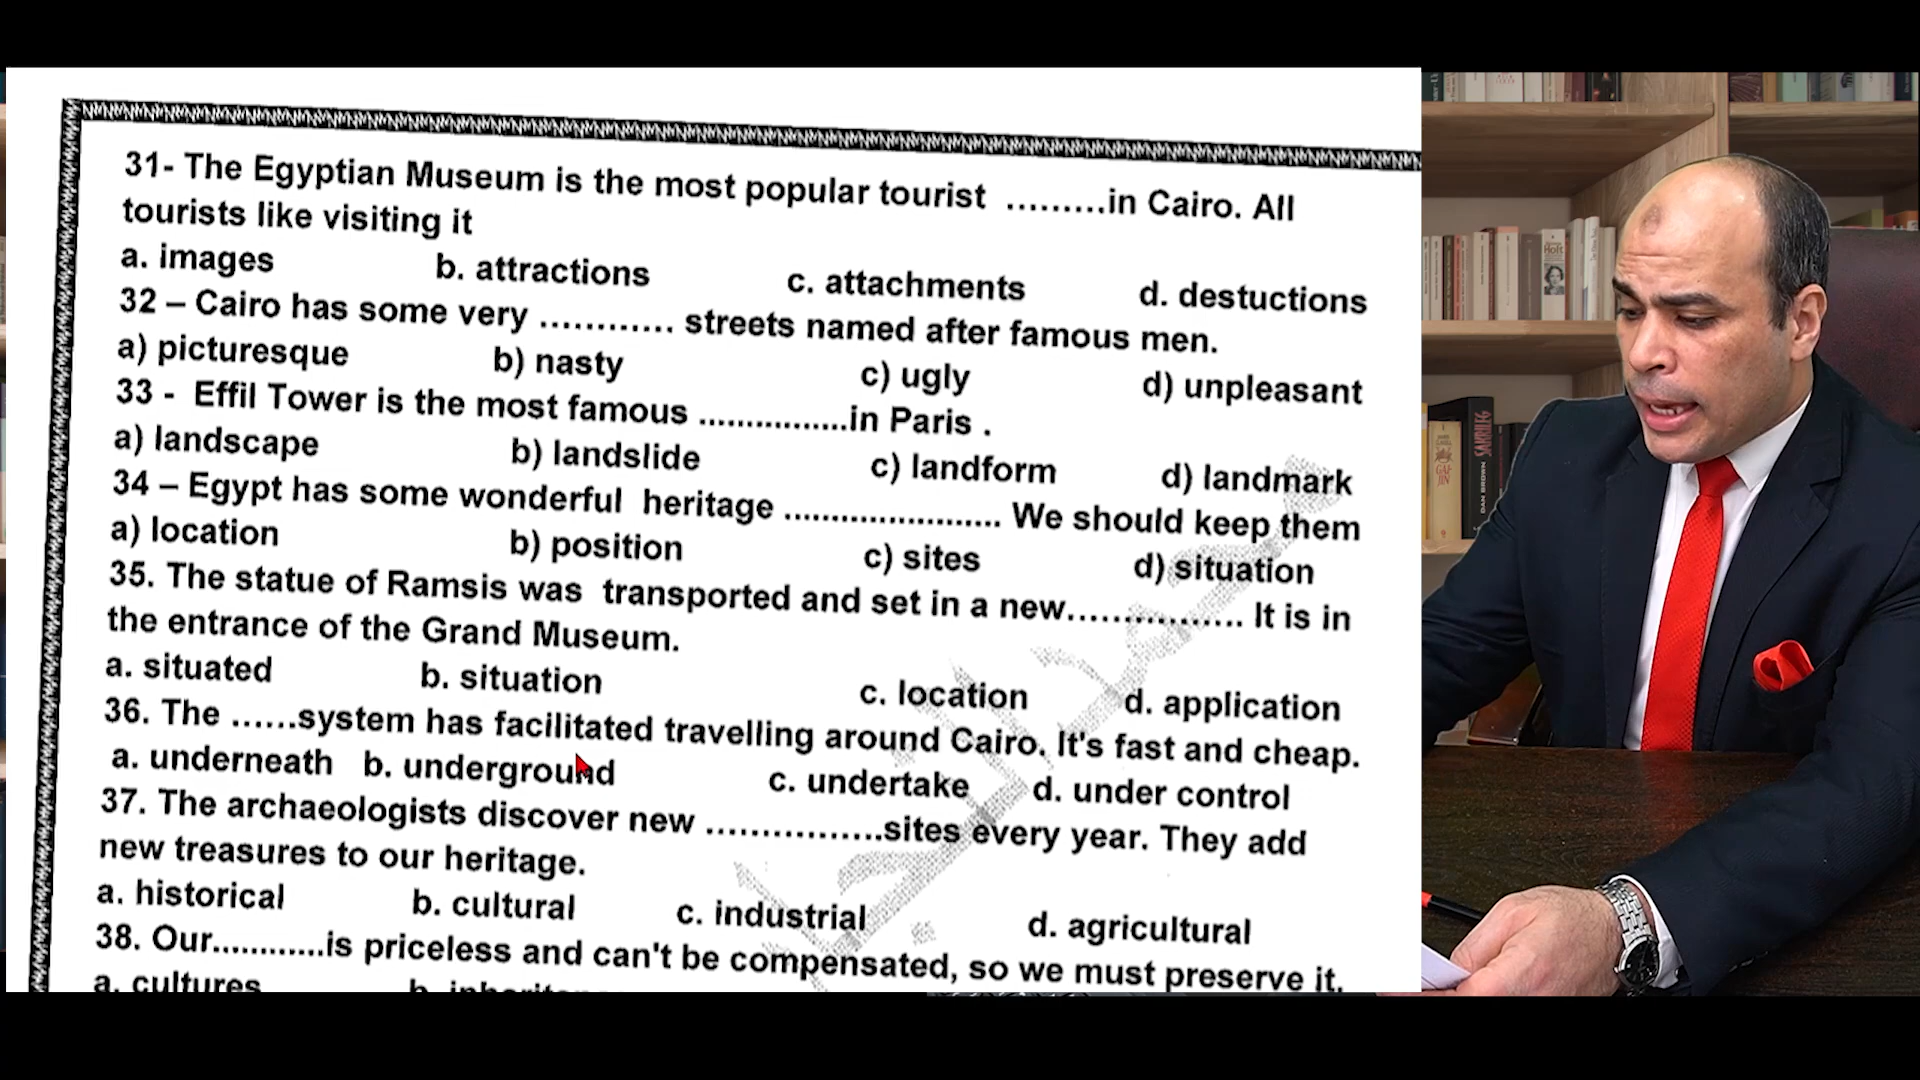 31- The Egyptian Museum is the most popular tourist .........in Cairo. All
tourists like visiting it
a. images b. attractions c. attachments d. destuctions
32 – Cairo has some very ............ streets named after famous men.
a) picturesque b) nasty c) ugly d) unpleasant
33 - Effil Tower is the most famous ................in Paris .
a) landscape b) landslide c) landform d) landmark
34 – Egypt has some wonderful heritage ....................... We should keep them
a) location b) position c) sites d) situation
35. The statue of Ramsis was transported and set in a new................... It is in
the entrance of the Grand Museum.
a. situated b. situation c. location d. application
36. The ......system has facilitated travelling around Cairo. It's fast and cheap.
a. underneath b. underground c. undertake d. under control
37. The archaeologists discover new ................sites every year. They add
new treasures to our heritage.
a. historical b. cultural c. industrial d. agricultural
38. Our............is priceless and can't be compensated, so we must preserve it.
a. cultures b.
Holt
SAKRILEG
DAN BROWN